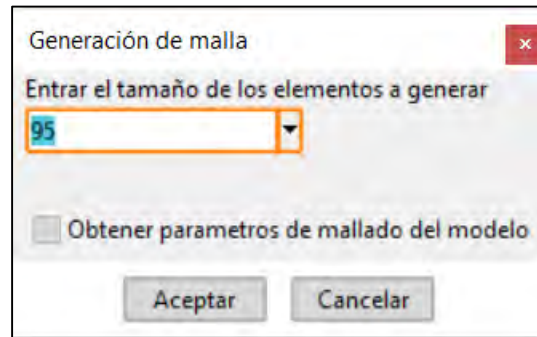 Generación de malla
x
Entrar el tamaño de los elementos a generar
95
Obtener parametros de mallado del modelo
Aceptar Cancelar